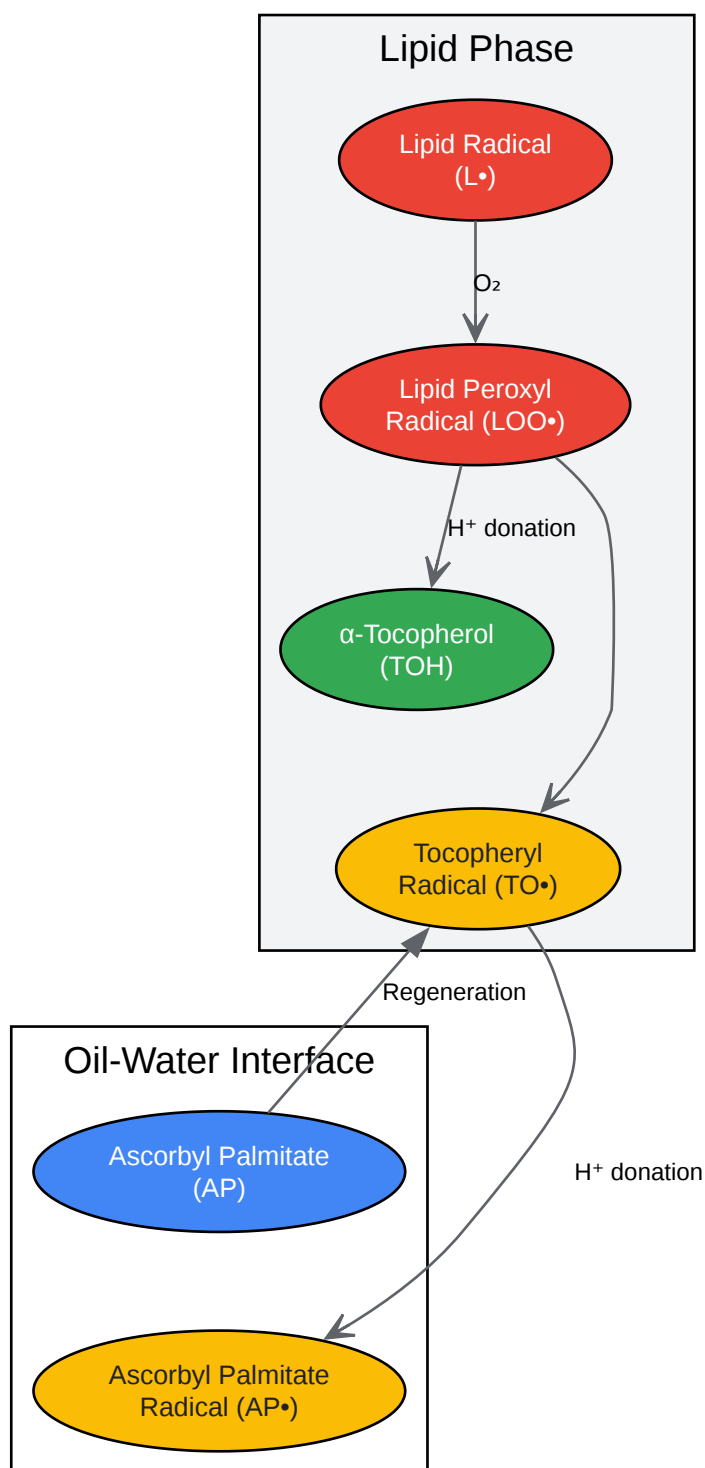 Lipid Phase
Lipid Radical
(L•)
O₂
Lipid Peroxyl
Radical (LOO•)
H⁺ donation
α-Tocopherol
(TOH)
Tocopheryl
Radical (TO•)
Regeneration
Oil-Water Interface
Ascorbyl Palmitate
(AP)
H⁺ donation
Ascorbyl Palmitate
Radical (AP•)